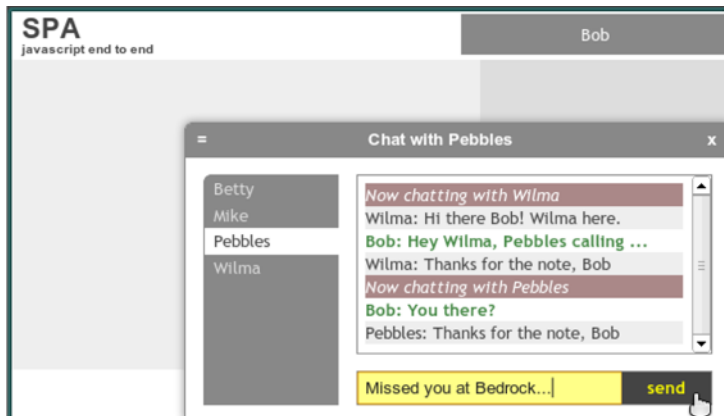 SPA
javascript end to end
Bob
=
Chat with Pebbles
x
Betty
Mike
Pebbles
Wilma
Now chatting with Wilma
Wilma: Hi there Bob! Wilma here.
Bob: Hey Wilma, Pebbles calling ...
Wilma: Thanks for the note, Bob
Now chatting with Pebbles
Bob: You there?
Pebbles: Thanks for the note, Bob
Missed you at Bedrock...
send